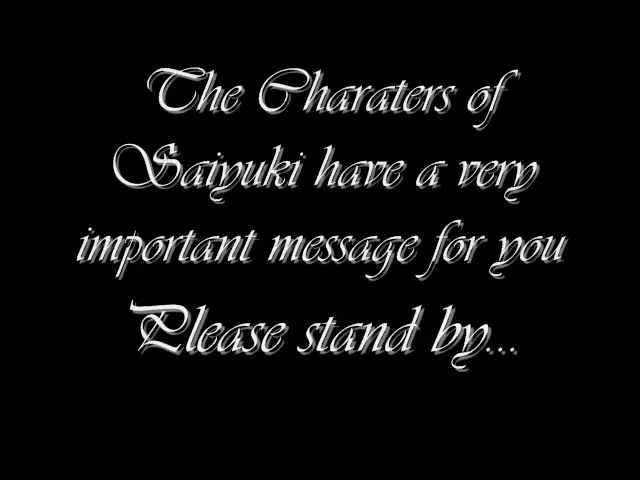 The Charaters of
Saiyuki have a very
important message for you
Please stand by...